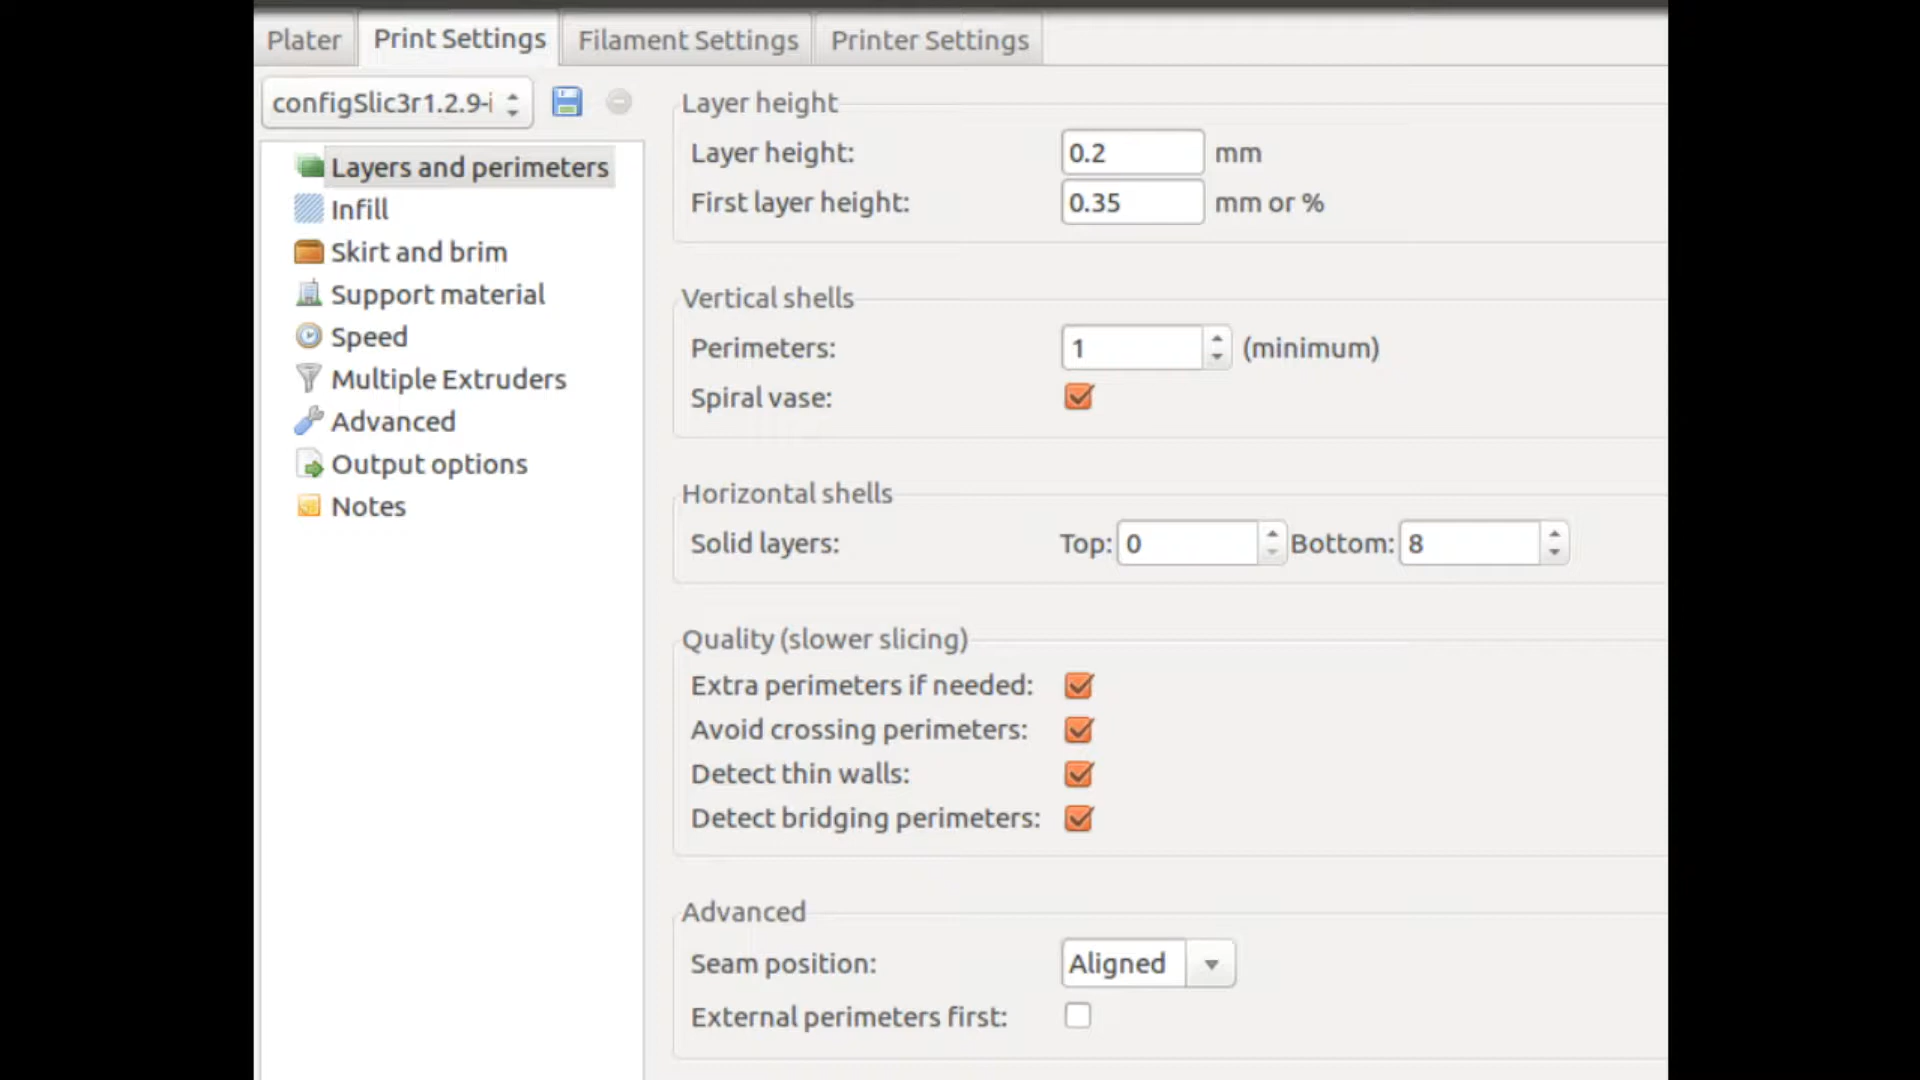 Plater
Print Settings
Filament Settings
Printer Settings
configSlic3r1.2.9-i
Layers and perimeters
Infill
Skirt and brim
Support material
Speed
Multiple Extruders
Advanced
Output options
Notes
Layer height
Layer height: 0.2 mm
First layer height: 0.35 mm or %
Vertical shells
Perimeters: 1 (minimum)
Spiral vase:
Horizontal shells
Solid layers: Top: 0 Bottom: 8
Quality (slower slicing)
Extra perimeters if needed:
Avoid crossing perimeters:
Detect thin walls:
Detect bridging perimeters:
Advanced
Seam position: Aligned
External perimeters first: